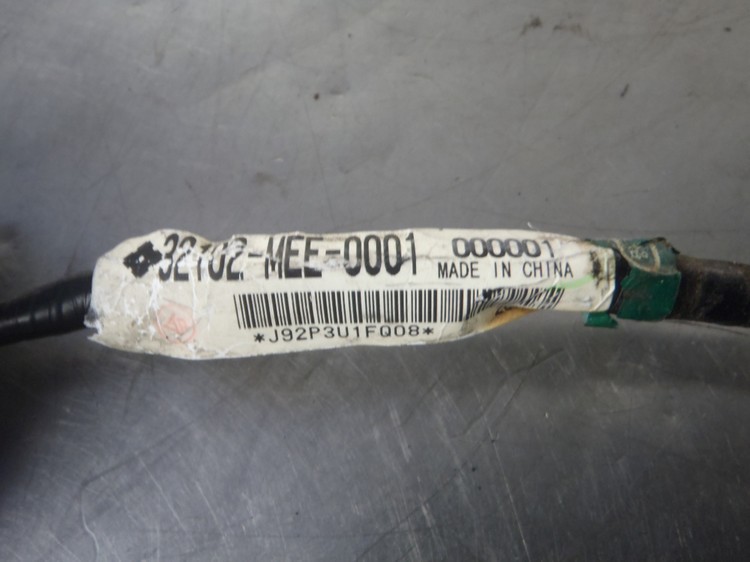 32102-MEE-0001 000001
MADE IN CHINA
*J92P3U1FQ08*